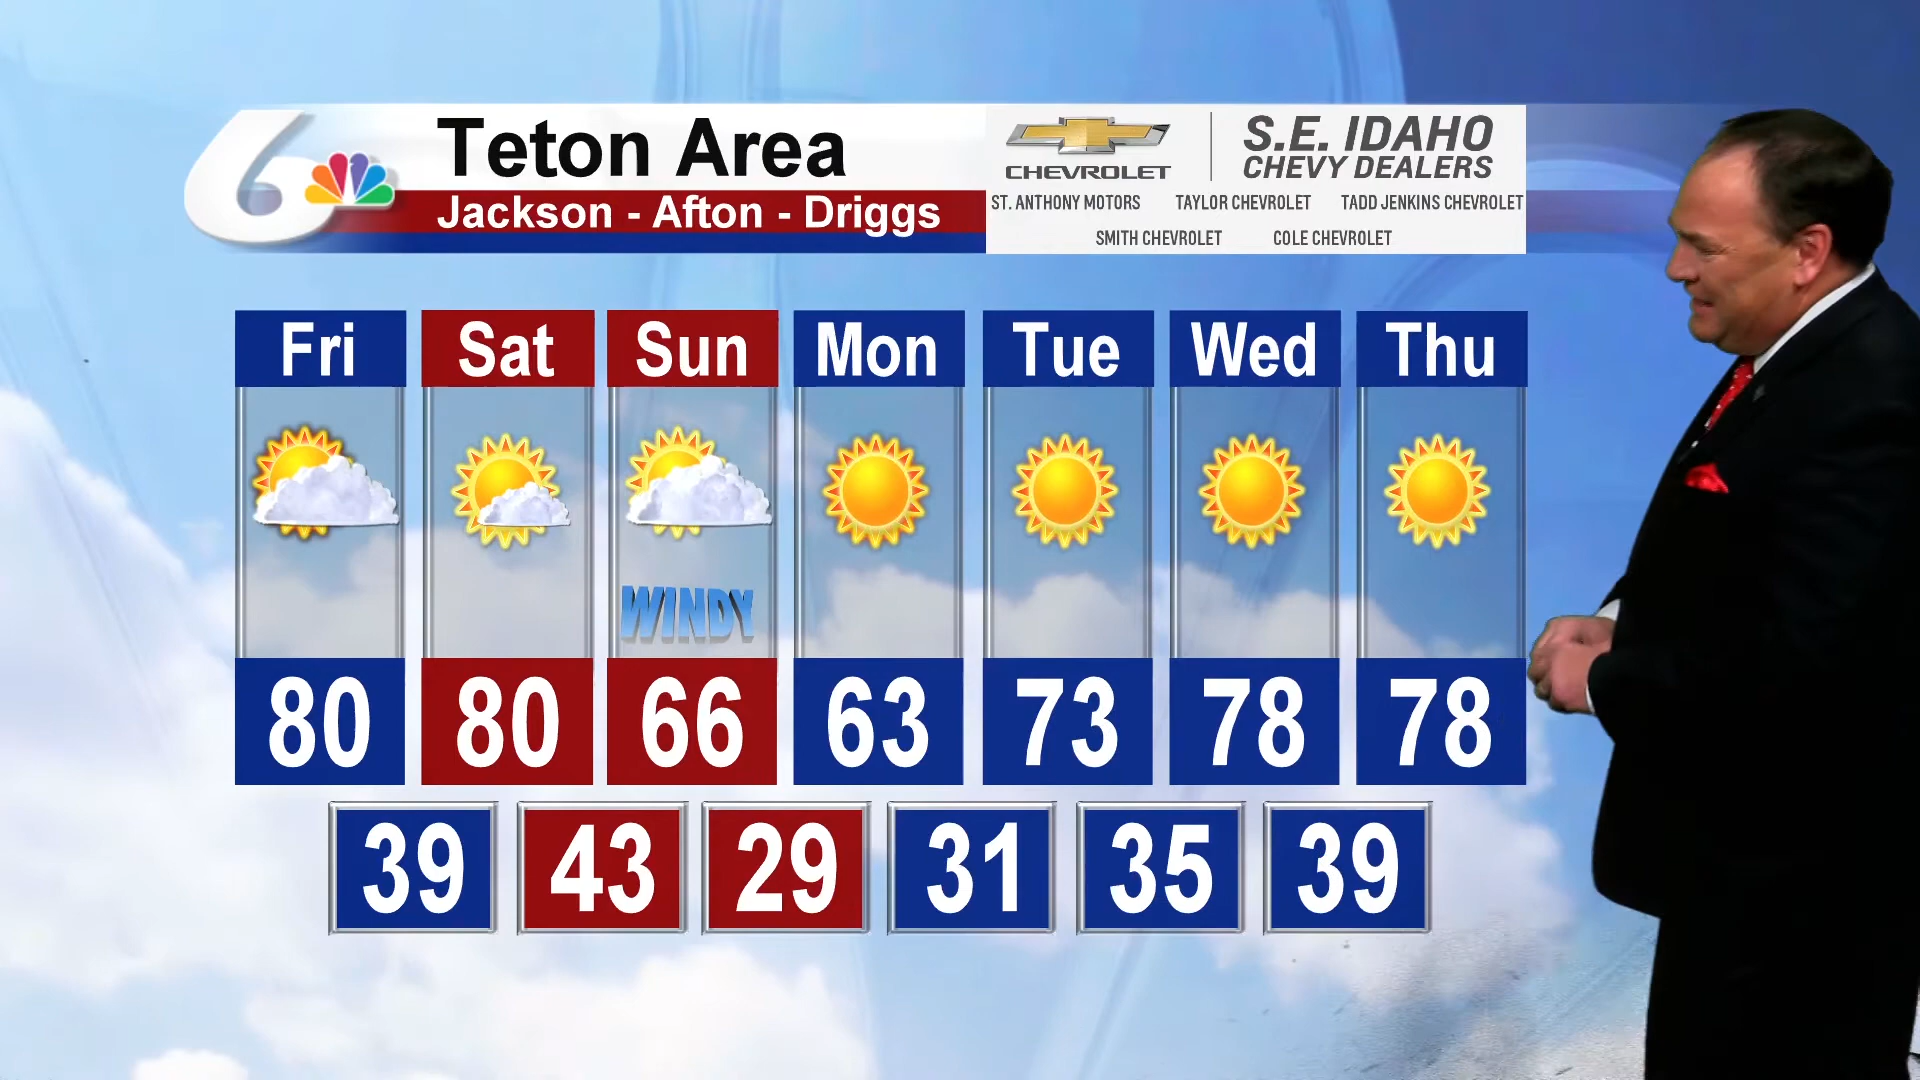 6
Teton Area
Jackson - Afton - Driggs
CHEVROLET
S.E. IDAHO
CHEVY DEALERS
ST. ANTHONY MOTORS TAYLOR CHEVROLET TADD JENKINS CHEVROLET
SMITH CHEVROLET COLE CHEVROLET
Fri Sat Sun Mon Tue Wed Thu
WINDY
80 80 66 63 73 78 78
39 43 29 31 35 39